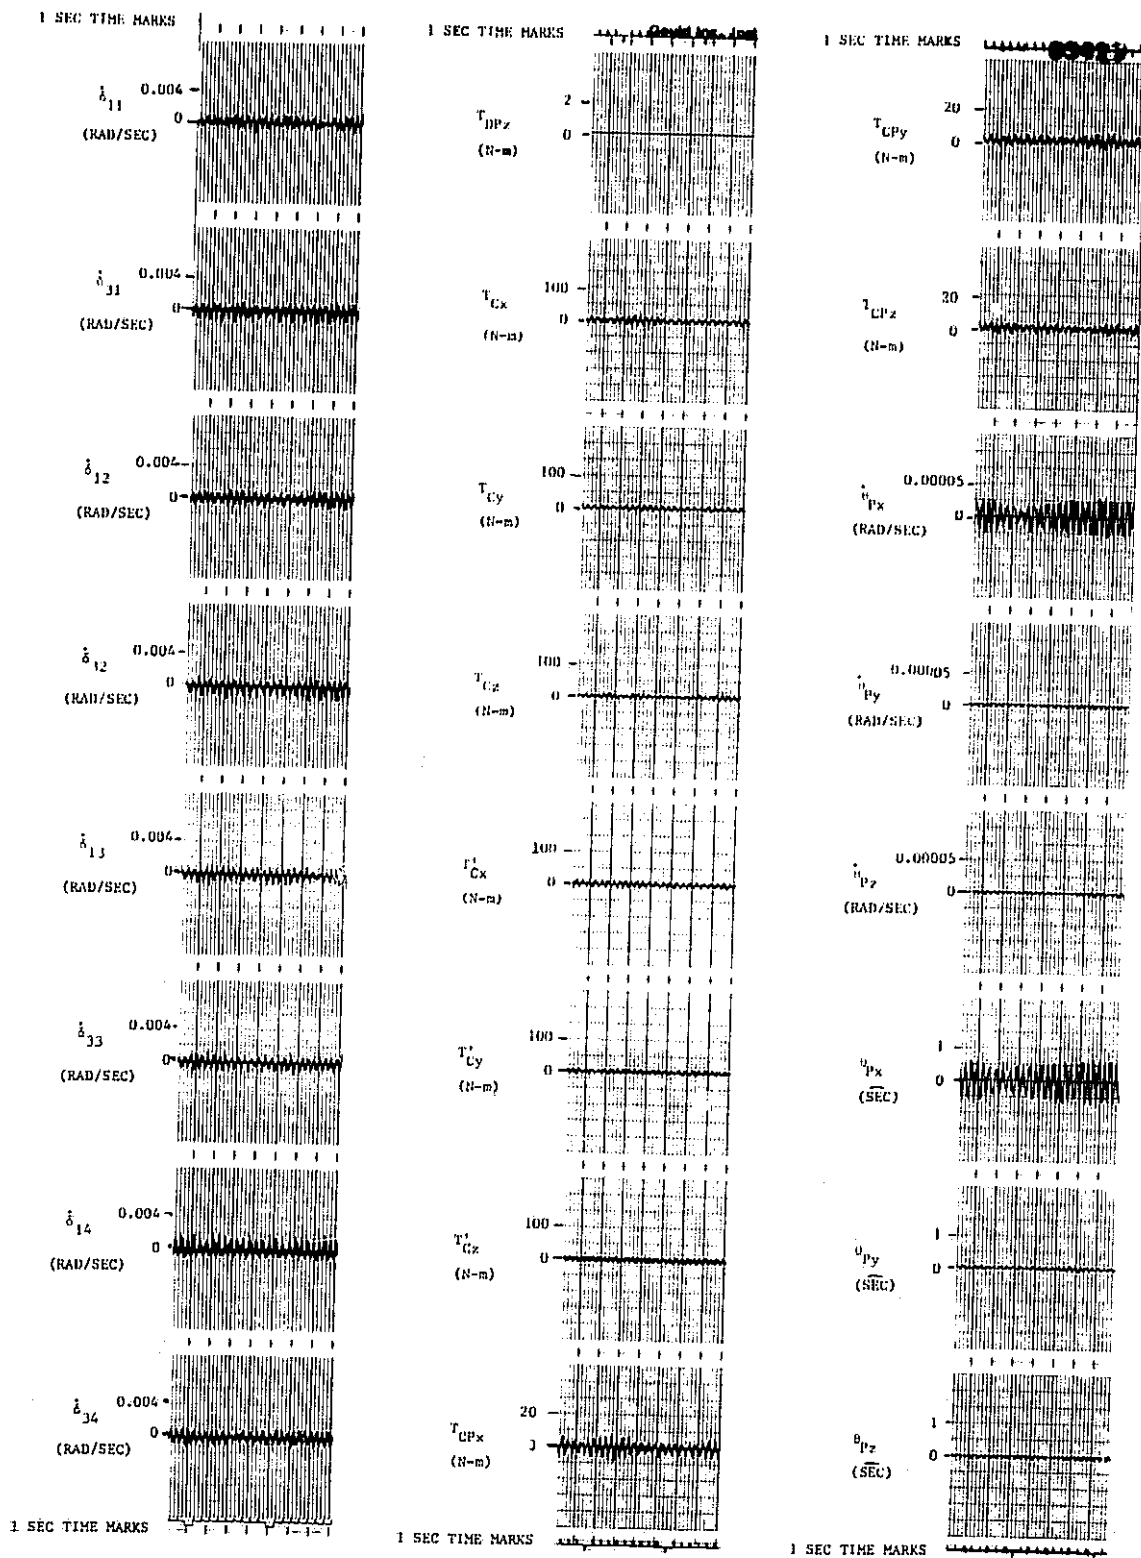 1 SEC TIME MARKS
δ̇11 0.004
0
(RAD/SEC)
δ̇31 0.004
0
(RAD/SEC)
δ̇12 0.004
0
(RAD/SEC)
δ̇32 0.004
0
(RAD/SEC)
δ̇13 0.004
0
(RAD/SEC)
δ̇33 0.004
0
(RAD/SEC)
δ̇14 0.004
0
(RAD/SEC)
δ̇34 0.004
0
(RAD/SEC)
1 SEC TIME MARKS
1 SEC TIME MARKS
TDPz 2
0
(N-m)
TCx 100
0
(N-m)
TCy 100
0
(N-m)
TCz 100
0
(N-m)
T'Cx 100
0
(N-m)
T'Cy 100
0
(N-m)
T'Cz 100
0
(N-m)
TCPx 20
0
(N-m)
1 SEC TIME MARKS
1 SEC TIME MARKS
TCPy 20
0
(N-m)
TCPz 20
0
(N-m)
θ̇Px 0.00005
0
(RAD/SEC)
θ̇Py 0.00005
0
(RAD/SEC)
θ̇Pz 0.00005
0
(RAD/SEC)
θPx 1
0
(SEC)
θPy 1
0
(SEC)
θPz 1
0
(SEC)
1 SEC TIME MARKS